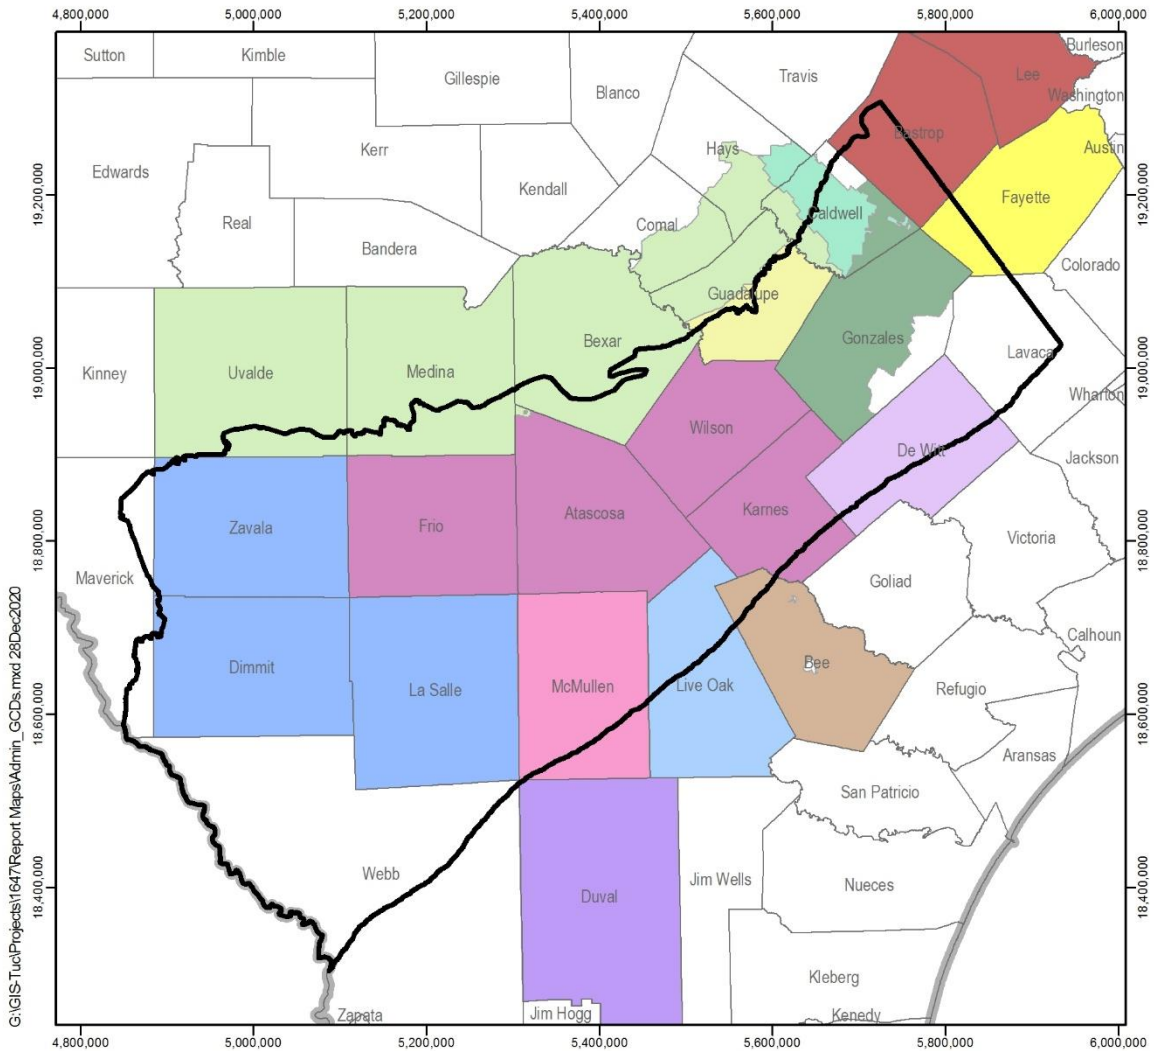 4,800,000 5,000,000 5,200,000 5,400,000 5,600,000 5,800,000 6,000,000
Sutton Kimble Gillespie Blanco Travis Lee Burleson
Washington
Edwards Kerr Kendall Hays Bastrop Austin
19,200,000 Real Bandera Comal Caldwell Fayette 19,200,000
Colorado
Guadalupe
19,000,000 Kinney Uvalde Medina Bexar Gonzales Lavaca 19,000,000
Wharton
Wilson De Witt Jackson
18,800,000 Zavala Frio Atascosa Karnes Victoria 18,800,000
Maverick Goliad
Calhoun
Dimmit La Salle McMullen Live Oak Bee Refugio
18,600,000 Aransas 18,600,000
San Patricio
18,400,000 Webb Duval Jim Wells Nueces 18,400,000
Kleberg
Zapata Jim Hogg Kenedy
4,800,000 5,000,000 5,200,000 5,400,000 5,600,000 5,800,000 6,000,000
G:\GIS-Tuc\Projects\1647\Report Maps\Admin_GCDs.mxd 28Dec2020